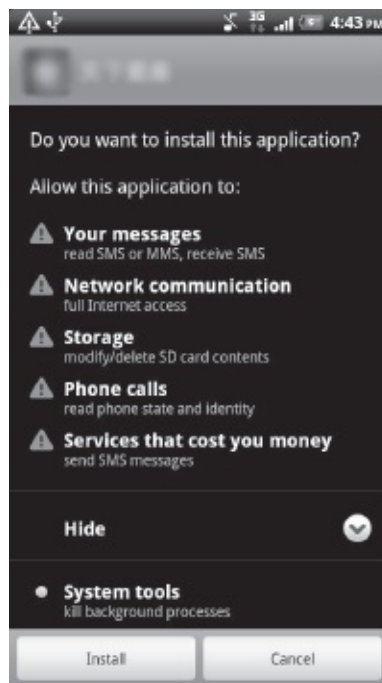 3G
4:43 PM
Do you want to install this application?
Allow this application to:
Your messages
read SMS or MMS, receive SMS
Network communication
full Internet access
Storage
modify/delete SD card contents
Phone calls
read phone state and identity
Services that cost you money
send SMS messages
Hide
System tools
kill background processes
Install
Cancel